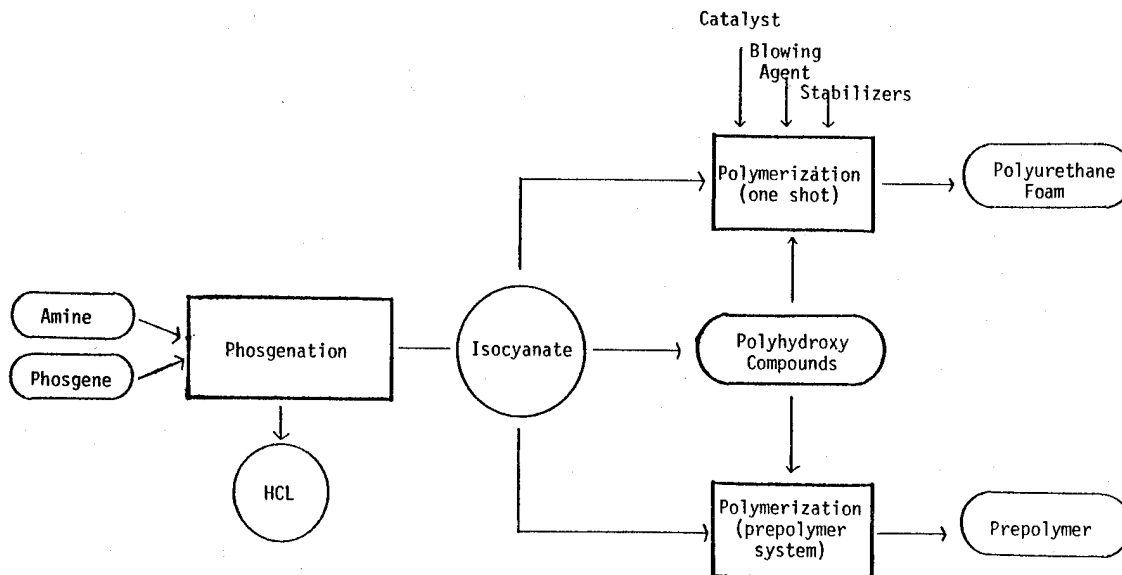 Catalyst
Blowing
Agent
Stabilizers
Polymerization
(one shot)
Polyurethane
Foam
Amine
Phosgene
Phosgenation
Isocyanate
Polyhydroxy
Compounds
HCL
Polymerization
(prepolymer
system)
Prepolymer